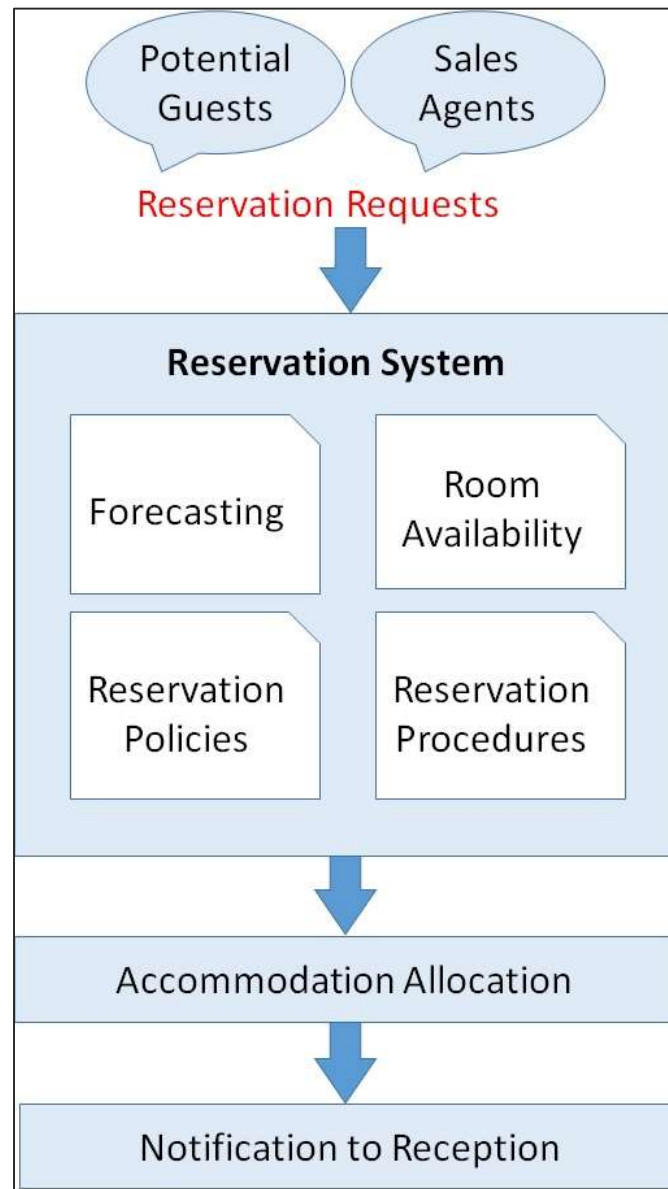 Potential
Guests
Sales
Agents
Reservation Requests
Reservation System
Forecasting
Room
Availability
Reservation
Policies
Reservation
Procedures
Accommodation Allocation
Notification to Reception